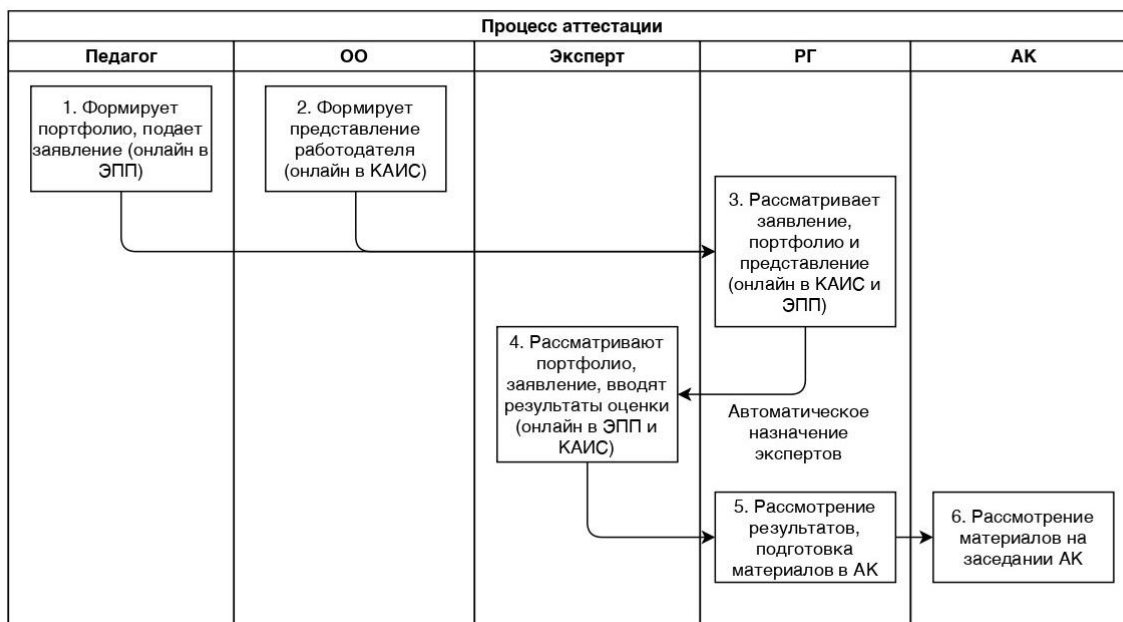 Процесс аттестации
Педагог
ОО
Эксперт
РГ
АК
1. Формирует
портфолио, подает
заявление (онлайн в
ЭПП)
2. Формирует
представление
работодателя
(онлайн в КАИС)
3. Рассматривает
заявление,
портфолио и
представление
(онлайн в КАИС и
ЭПП)
4. Рассматривают
портфолио,
заявление, вводят
результаты оценки
(онлайн в ЭПП и
КАИС)
Автоматическое
назначение
экспертов
5. Рассмотрение
результатов,
подготовка
материалов в АК
6. Рассмотрение
материалов на
заседании АК